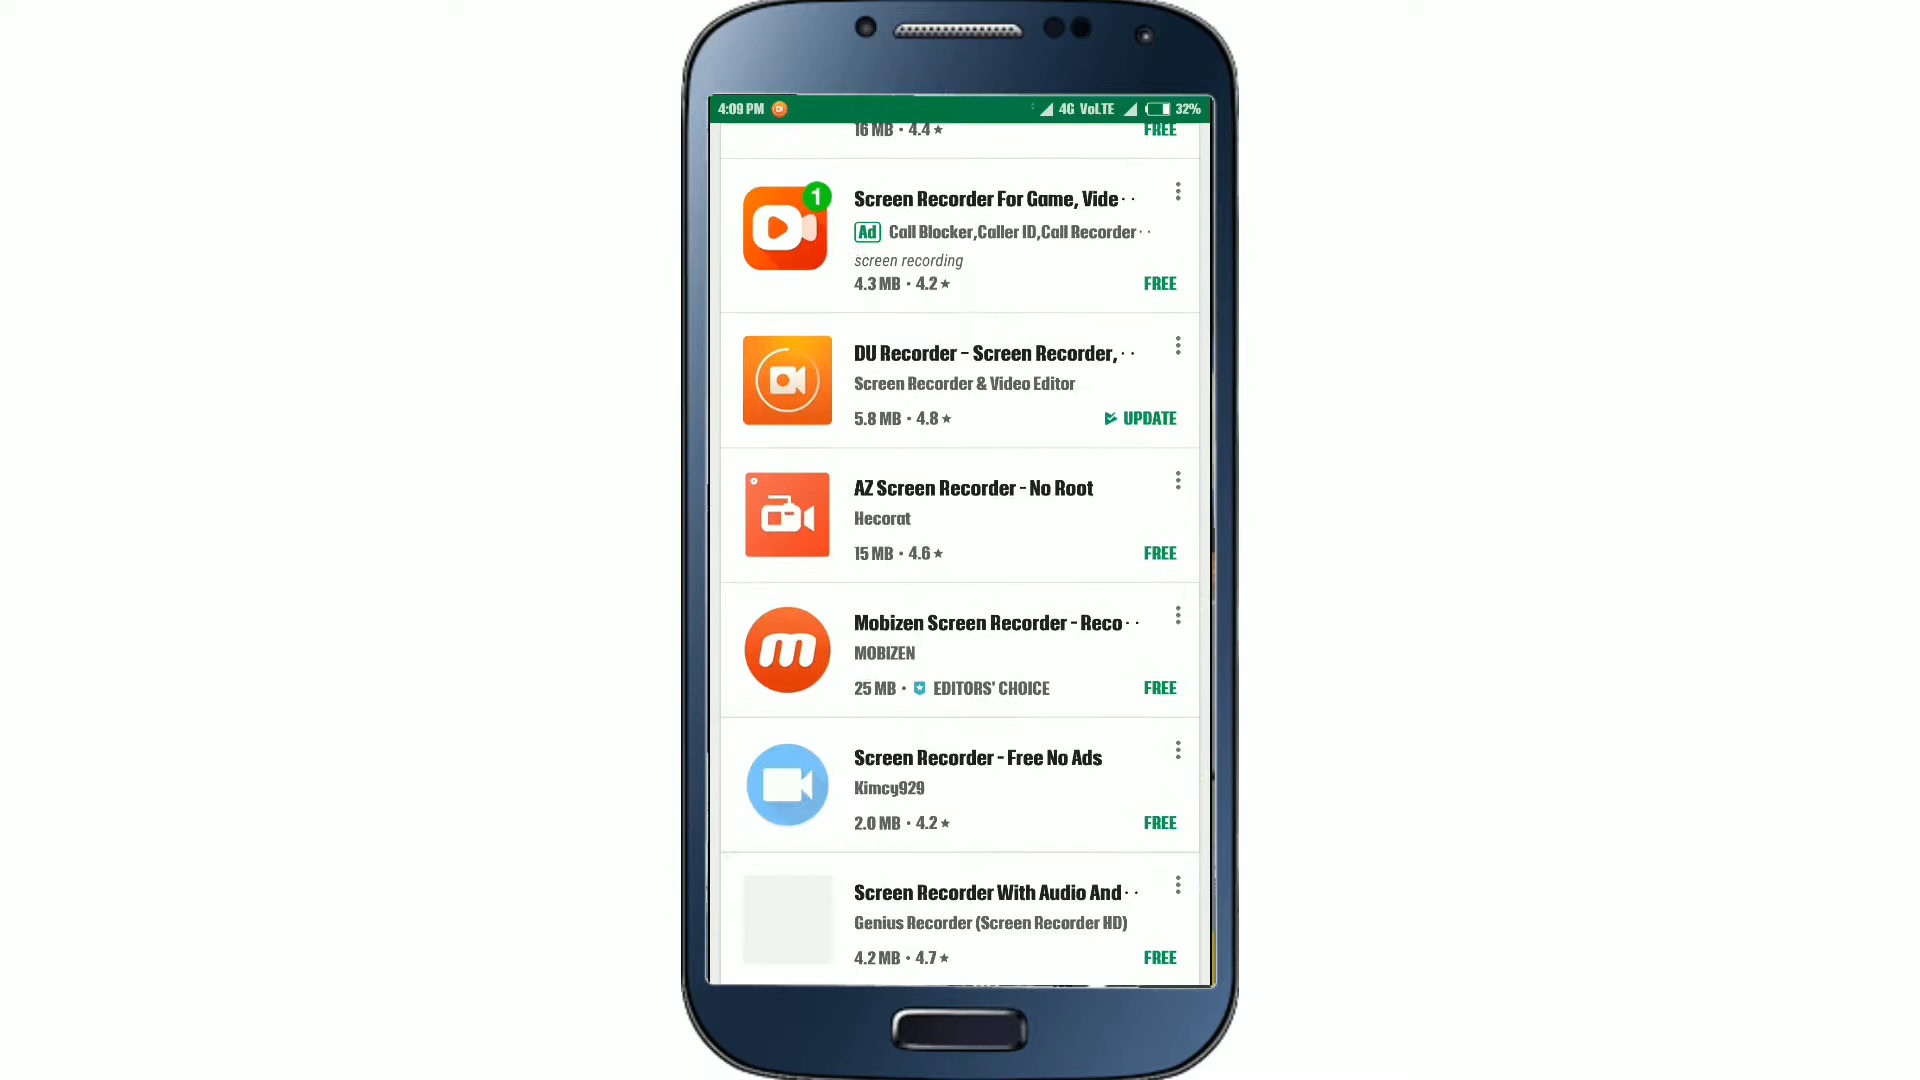 4:09 PM 4G VoLTE 32%
16 MB · 4.4★ FREE
1
Screen Recorder For Game, Vide··
Ad Call Blocker,Caller ID,Call Recorder··
screen recording
4.3 MB · 4.2★ FREE
DU Recorder – Screen Recorder,··
Screen Recorder & Video Editor
5.8 MB · 4.8★ UPDATE
AZ Screen Recorder - No Root
Hecorat
15 MB · 4.6★ FREE
m
Mobizen Screen Recorder - Reco··
MOBIZEN
25 MB · EDITORS' CHOICE FREE
Screen Recorder - Free No Ads
Kimcy929
2.0 MB · 4.2★ FREE
Screen Recorder With Audio And··
Genius Recorder (Screen Recorder HD)
4.2 MB · 4.7★ FREE